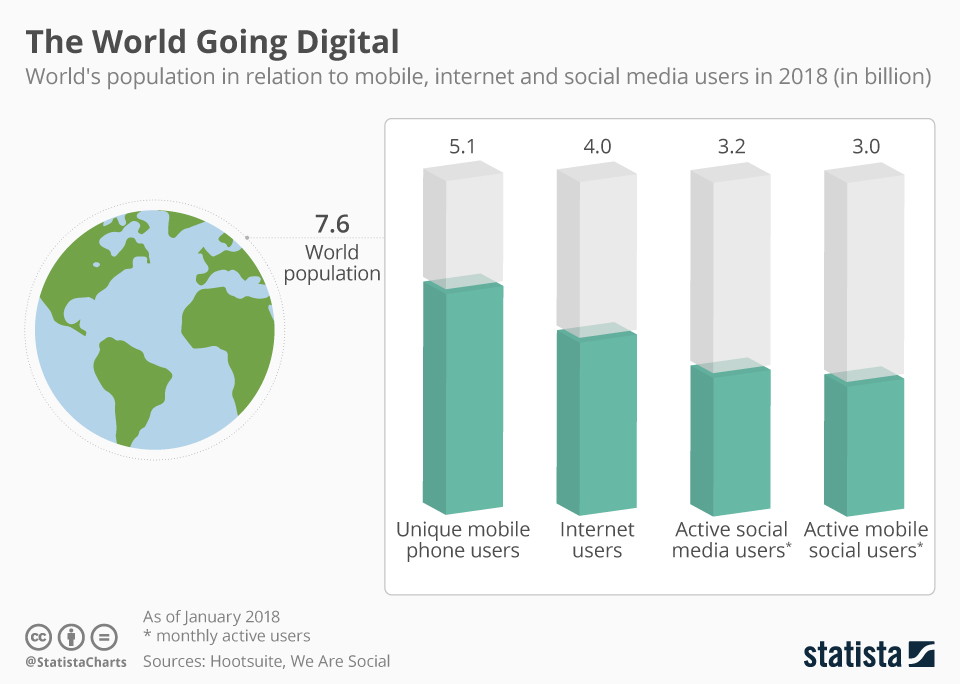 The World Going Digital
World's population in relation to mobile, internet and social media users in 2018 (in billion)
7.6
World
population
5.1
4.0
3.2
3.0
Unique mobile
phone users
Internet
users
Active social
media users*
Active mobile
social users*
As of January 2018
* monthly active users
cc
@StatistaCharts
Sources: Hootsuite, We Are Social
statista